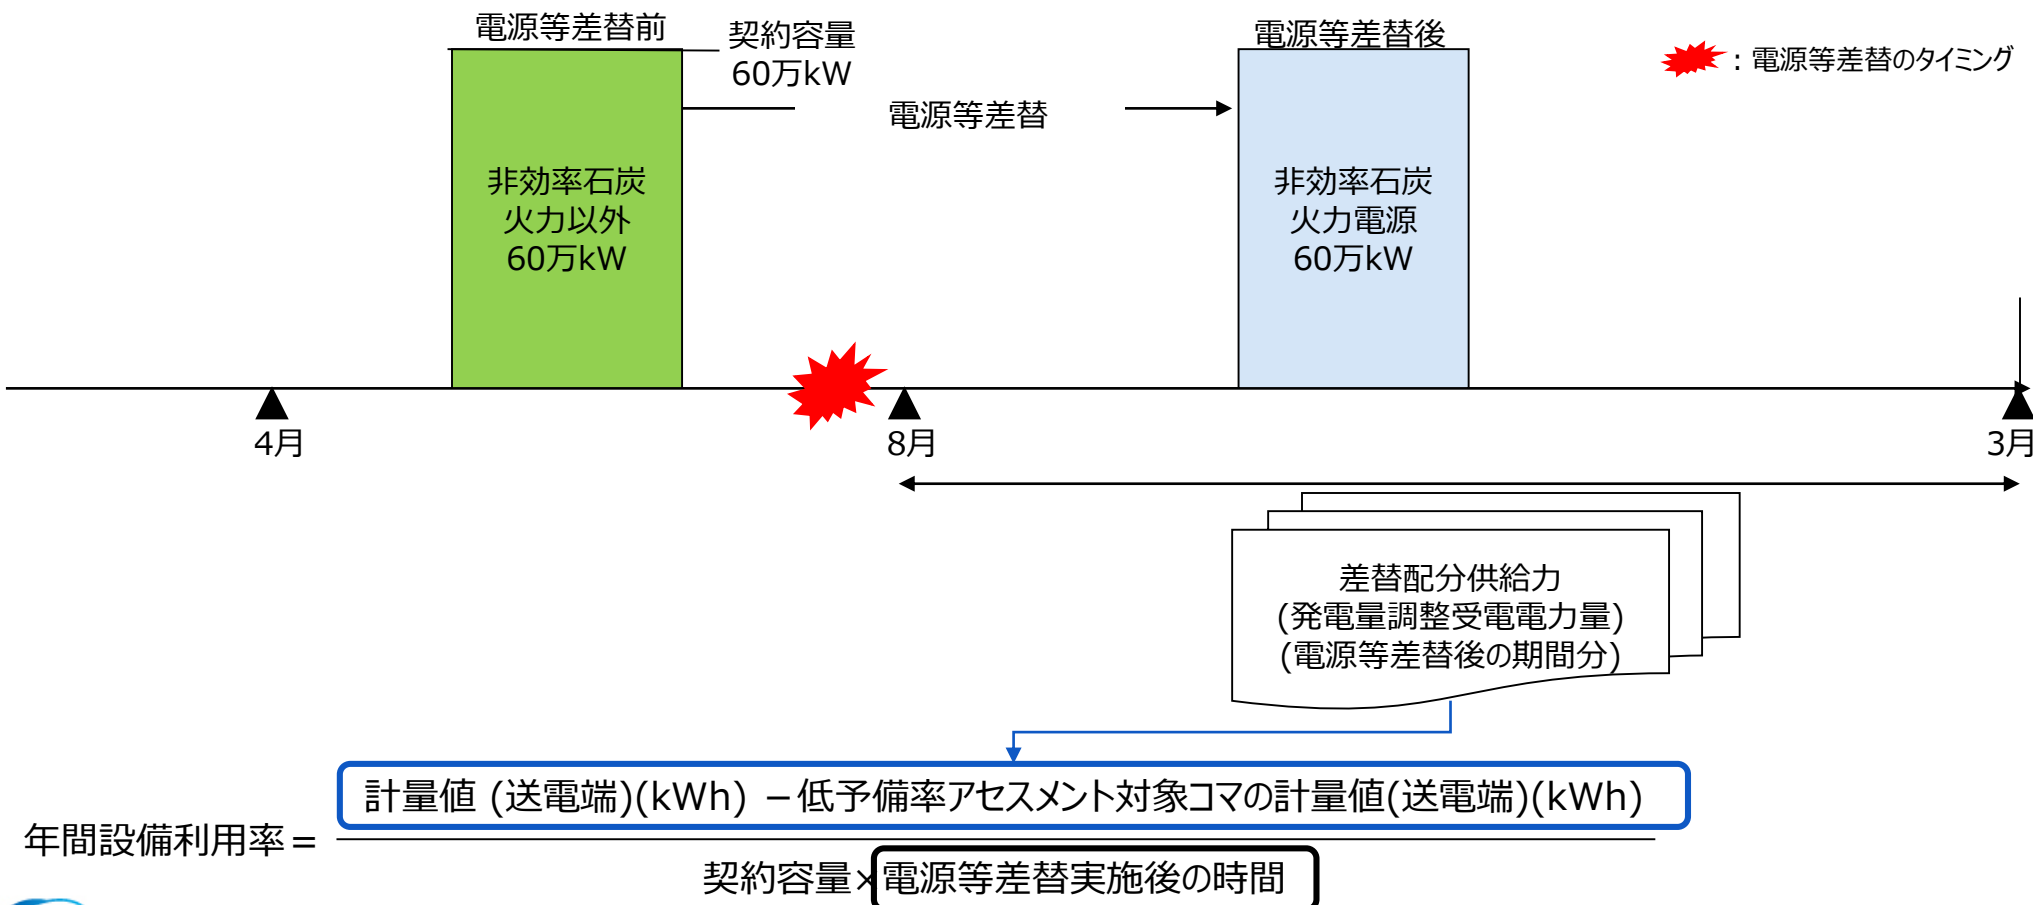 電源等差替前
契約容量
60万kW
電源等差替後
：電源等差替のタイミング
電源等差替
非効率石炭
火力以外
60万kW
非効率石炭
火力電源
60万kW
4月
8月
3月
差替配分供給力
(発電量調整受電電力量)
(電源等差替後の期間分)
計量値 (送電端)(kWh) －低予備率アセスメント対象コマの計量値(送電端)(kWh)
年間設備利用率＝
契約容量×電源等差替実施後の時間